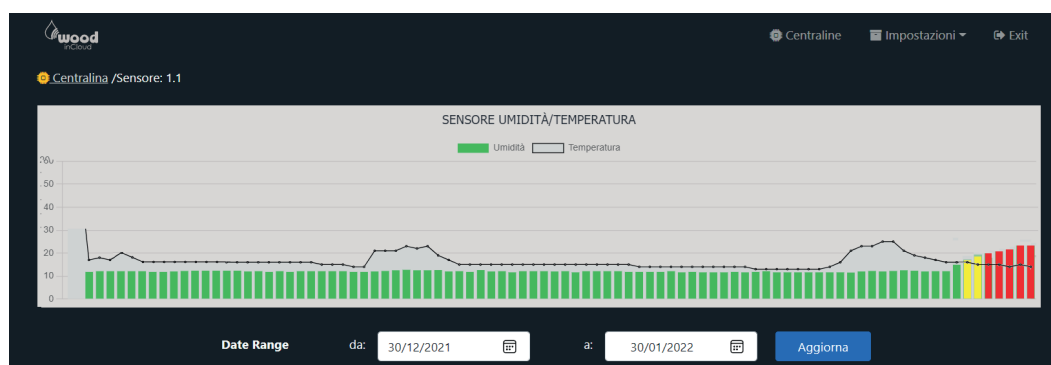 wood
inCloud
Centraline Impostazioni Exit
Centralina /Sensore: 1.1
SENSORE UMIDITÀ/TEMPERATURA
Umidità Temperatura
50
40
30
20
10
0
Date Range da: 30/12/2021 a: 30/01/2022 Aggiorna